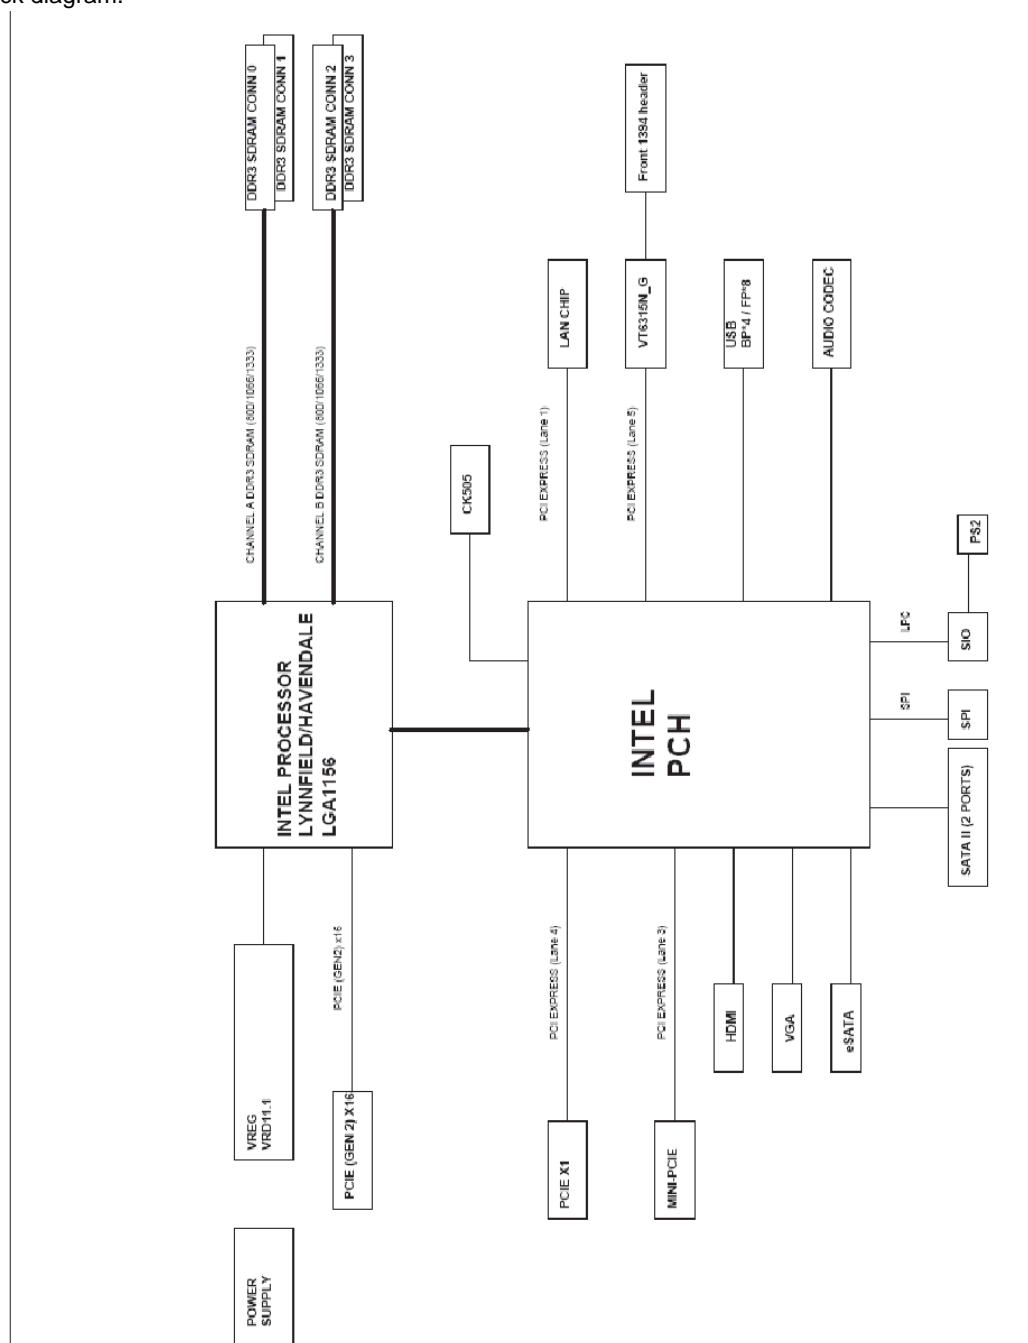 ck diagram:
DDR3 SDRAM CONN 0
DDR3 SDRAM CONN 1
DDR3 SDRAM CONN 2
DDR3 SDRAM CONN 3
Front 1394 header
LAN CHIP
VT6315N_G
USB
BP*4 / FP*8
AUDIO CODEC
CHANNEL A DDR3 SDRAM (800/1066/1333)
CHANNEL B DDR3 SDRAM (800/1066/1333)
CK505
PCI EXPRESS (Lane 1)
PCI EXPRESS (Lane 5)
PS2
INTEL PROCESSOR
LYNNFIELD/HAVENDALE
LGA1156
INTEL
PCH
LPC
SIO
SPI
SPI
SATA II (2 PORTS)
PCIE (GEN2) x16
PCI EXPRESS (Lane 4)
PCI EXPRESS (Lane 3)
HDMI
VGA
eSATA
VREG
VRD11.1
PCIE (GEN 2) X16
PCIE X1
MINI-PCIE
POWER
SUPPLY